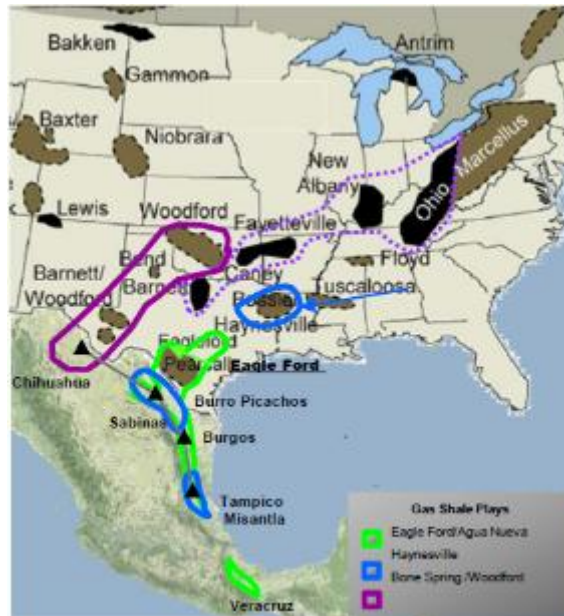 Bakken
Antrim
Gammon
Baxter
Niobrara
New
Albany
Marcellus
Ohio
Lewis
Woodford
Fayetteville
Floyd
Bend
Barnett/
Woodford
Barnett
Caney
Tuscaloosa
Bossier
Haynesville
Eagleford
Pearsall
Eagle Ford
Chihuahua
Burro Picachos
Sabinas
Burgos
Tampico
Misantla
Veracruz
Gas Shale Plays
Eagle Ford/Agua Nueva
Haynesville
Bone Spring /Woodford